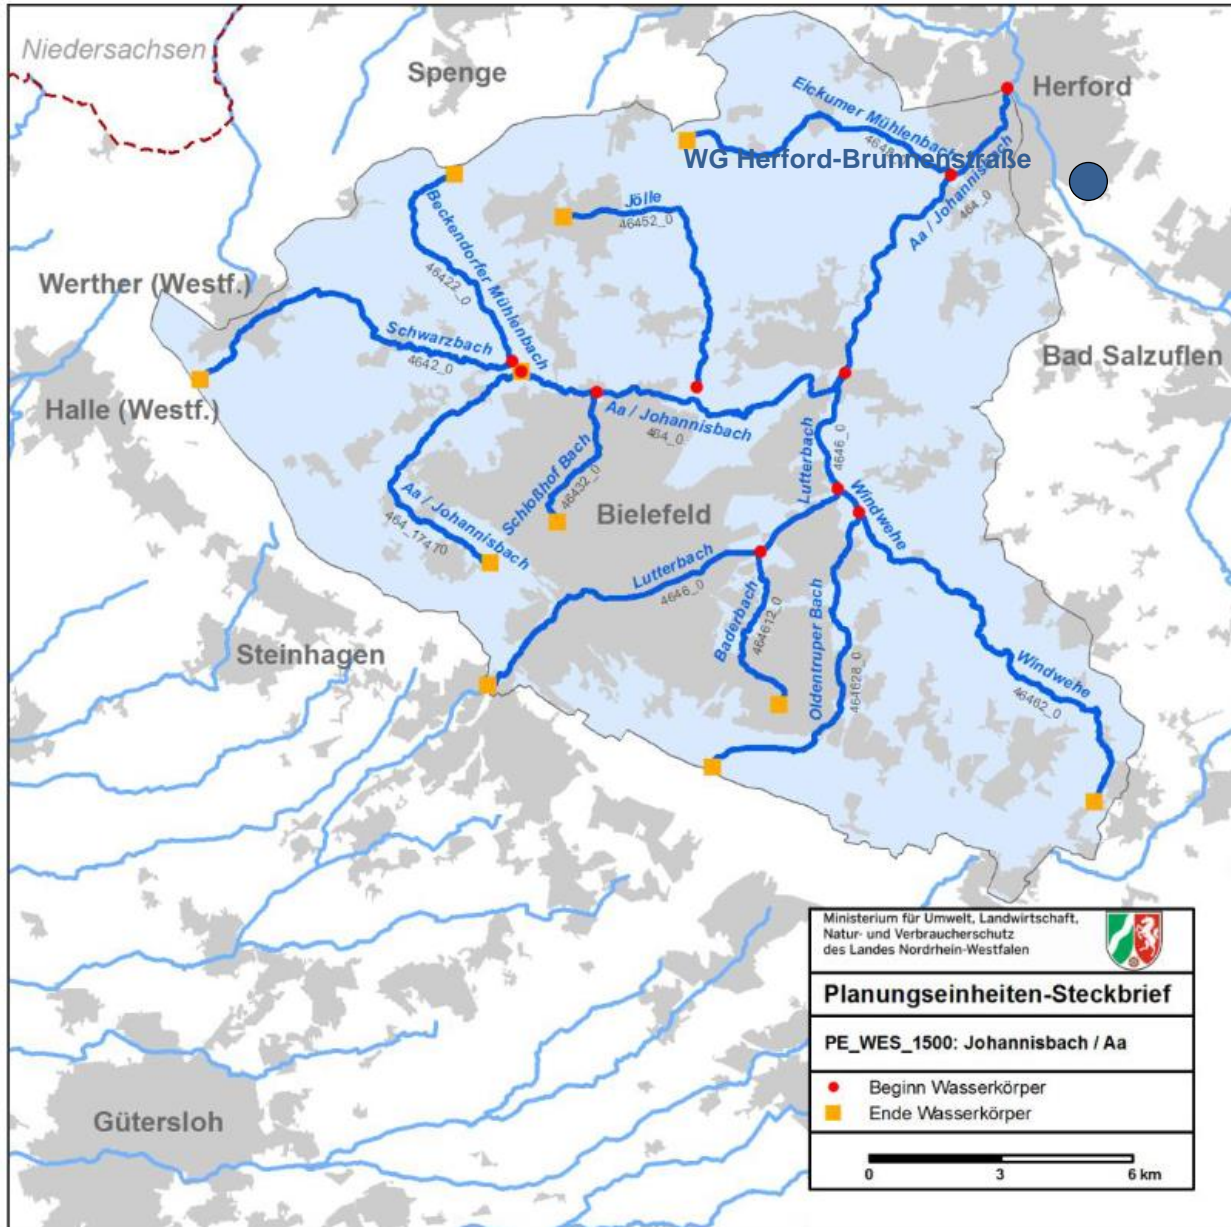 Niedersachsen
Spenge
Herford
Eickumer Mühlenbach
WG Herford-Brunnenstraße
Aa / Johannisbach
464_0
Beckendorfer Mühlenbach
46422_0
Jölle
46452_0
Werther (Westf.)
Schwarzbach
4642_0
Bad Salzuflen
Halle (Westf.)
Aa / Johannisbach
464_0
Lutterbach
4646_0
Schloßhof Bach
46432_0
Aa / Johannisbach
464_17470
Bielefeld
Windwehe
Lutterbach
4646_0
Baderbach
464612_0
Oldentruper Bach
464628_0
Windwehe
46462_0
Steinhagen
Gütersloh
Ministerium für Umwelt, Landwirtschaft,
Natur- und Verbraucherschutz
des Landes Nordrhein-Westfalen
Planungseinheiten-Steckbrief
PE_WES_1500: Johannisbach / Aa
Beginn Wasserkörper
Ende Wasserkörper
0 3 6 km